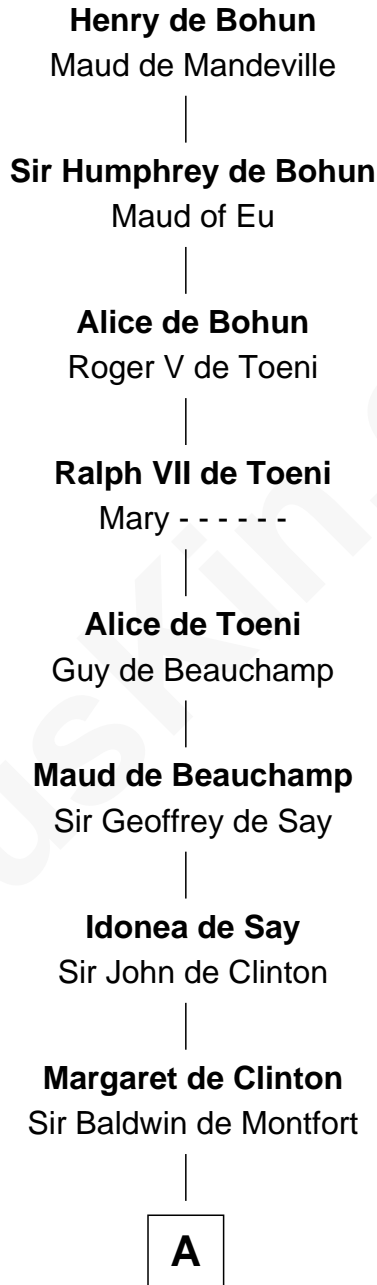 Henry de Bohun
Maud de Mandeville
Sir Humphrey de Bohun
Maud of Eu
Alice de Bohun
Roger V de Toeni
Ralph VII de Toeni
Mary - - - - - -
Alice de Toeni
Guy de Beauchamp
Maud de Beauchamp
Sir Geoffrey de Say
Idonea de Say
Sir John de Clinton
Margaret de Clinton
Sir Baldwin de Montfort
A